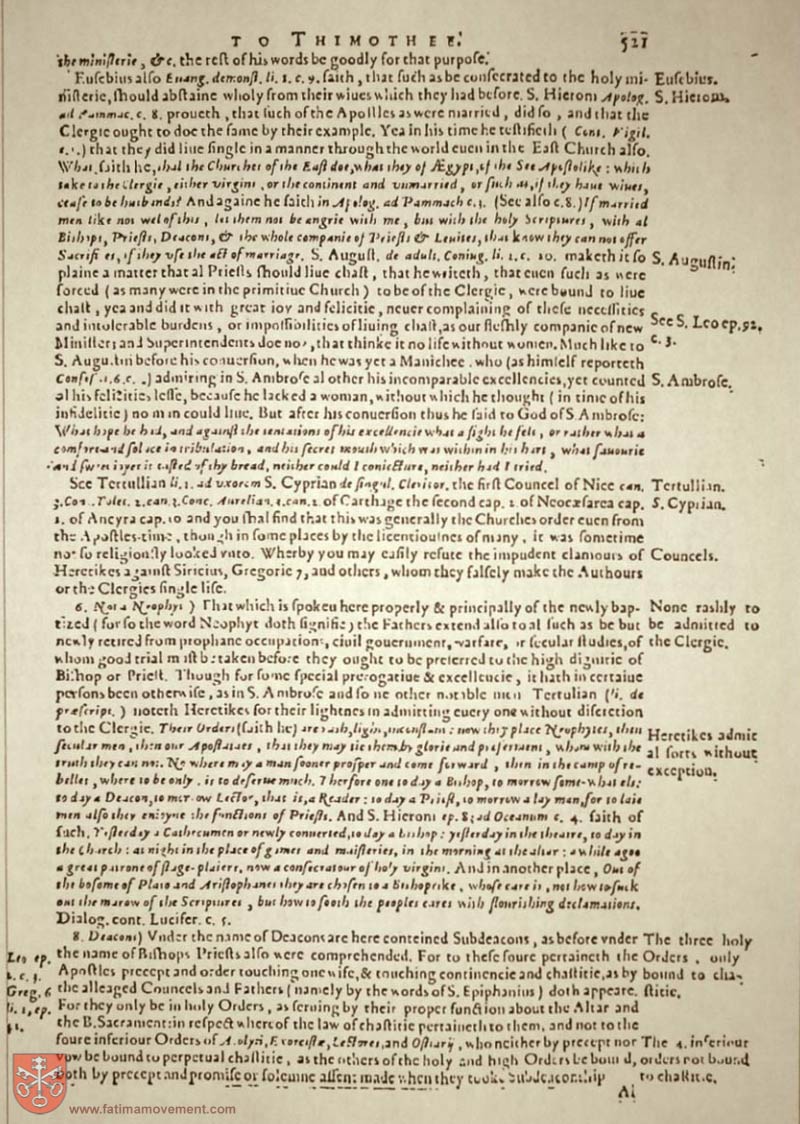 TO THIMOTHEE. 521
the ministerie, &c. the rest of his words be goodly for that purpose.
Eusebius also Euang. demonst. li. 1. c. 9. saith, that such as be consecrated to the holy mi- Eusebius.
nisterie, should abstaine wholy from their wiues which they had before. S. Hierom Apolog. S. Hierom.
ad Pammac. c. 8. proueth, that such of the Apostles as were married, did so, and that the
Clergie ought to doe the same by their example. Yea in his time he testifieth ( Cont. Vigil.
c. 1.) that they did liue single in a manner through the world euen in the East Church also.
What, saith he, shal the Churches of the East doe, what they of Ægypt, of the See Apostolike: which
take to the Clergie, either virgins, or the continent and unmarried, or such as, if they haue wiues,
cease to be husbands? And againe he saith in Apolog. ad Pammach c. 3. (See also c. 8.) If married
men like not wel of this, let them not be angrie with me, but with the holy Scriptures, with al
Bishops, Priests, Deacons, & the whole companie of Priests & Leuites, that know they can not offer
Sacrifices, if they vse the act of marriage. S. August. de adult. Coniug. li. 2. c. 20. maketh it so S. Augustin.
plaine a matter that al Priests should liue chast, that he writeth, that euen such as were
forced ( as many were in the primitiue Church ) to be of the Clergie, were bound to liue
chast, yea and did it with great ioy and felicitie, neuer complaining of these necessities
and intolerable burdens, or impossibilities of liuing chast, as our fleshly companie of new See S. Leo ep. 92.
Ministers and Superintendents doe now, that thinke it no life without women. Much like to c. 3.
S. Augustin before his conuersion, when he was yet a Manichee. who (as himself reporteth
Confess. l. 6. c. ) admiring in S. Ambrose al other his incomparable excellencies, yet counted S. Ambrose.
al his felicities lesse, because he lacked a woman, without which he thought ( in time of his
infidelitie ) no man could liue. But after his conuersion thus he said to God of S Ambrose:
What hope he had, and against the tentations of his excellencie what a fight he felt, or rather what a
comfort and solace in tribulation, and his secret mouth which was within in his hart, what sauourie
and sweet ioyes it tasted of thy bread, neither could I coniecture, neither had I tried.
See Tertullian li. 1. ad vxorem S. Cyprian de singul. Clericor. the first Councel of Nice can. Tertullian.
3. Con. Tolet. 2. can. 3. Conc. Aurelian. 3. can. 2. of Carthage the second cap. 2. of Neocæsarea cap. S. Cyprian.
1. of Ancyra cap. 10 and you shal find that this was generally the Churches order euen from
the Apostles-time, though in some places by the licentiousnes of many, it was sometime
not so religiously looked vnto. Wherby you may easily refute the impudent clamours of Councels.
Heretikes against Siricius, Gregorie 7, and others, whom they falsely make the Authours
or the Clergies single life.
6. Not a Neophyt ) That which is spoken here properly & principally of the newly bap- None rashly to
tized ( for so the word Neophyt doth signifie ) the Fathers extend also to al such as be but be admitted to
newly retired from prophane occupations, ciuil gouernment, warfare, or secular studies, of the Clergie.
whom good trial must be taken before they ought to be preferred to the high dignitie of
Bishop or Priest. Though for some special prerogatiue & excellencie, it hath in certaine
persons been otherwise, as in S. Ambrose and some other notable men Tertulian (li. de
præscript. ) noteth Heretikes for their lightnes in admitting euery one without discretion
to the Clergie. Their Orders (saith he) are rash, light, inconstant: now they place Neophytes, then Heretikes admit
secular men, then our Apostataes, that they may tie them by glorie and preferment, whom with the al sorts without
truth they can not. No where may a man sooner prosper and come forward, then in the camp of re- exception.
belles, where to be only, is to deserue much. Therfore one to day a Bishop, to morrow some-what els:
to day a Deacon, to morow Lector, that is, a Reader: to day a Priest, to morrow a lay man, for to laie
men also they enioyne the functions of Priests. And S. Hierom ep. 83 ad Oceanum c. 4. saith of
such, Yesterday a Cathecumen or newly conuerted, to day a bishop: yesterday in the theatre, to day in
the Church: at night in the place of games and maisteries, in the morning at the altar: a while agoe
a great patrone of stage-plaiers, now a consecratour of holy virgins. And in another place, Out of
the bosome of Plato and Aristophanes they are chosen to a Bishoprike, whose care is, not how to suck
out the marow of the Scriptures, but how to sooth the peoples eares with flourishing declamations.
Dialog. cont. Lucifer. c. 5.
8. Deacons) Vnder the name of Deacons are here conteined Subdeacons, as before vnder The three holy
Leo ep. the name of Bishops Priests also were comprehended. For to these foure pertaineth the Orders, only
c. 3. Apostles precept and order touching one wife, & touching continencie and chastitie, as by bound to cha-
Greg. 6 the alleaged Councels and Fathers ( namely by the words of S. Epiphanius ) doth appeare. stitie.
li. 1. ep. For they only be in holy Orders, as seruing by their proper function about the Altar and
the B. Sacrament: in respect wherof the law of chastitie pertaineth to them, and not to the
foure inferiour Orders of Acolyti, Exorcistæ, Lectores, and Ostiarij, who neither by precept nor The 4. inferiour
vow be bound to perpetual chastitie, as the others of the holy and high Orders be bound, orders not bound
both by precept and promise or solemne assent made when they tooke Subdeaconship to chastitie.
Al
www.fatimamovement.com